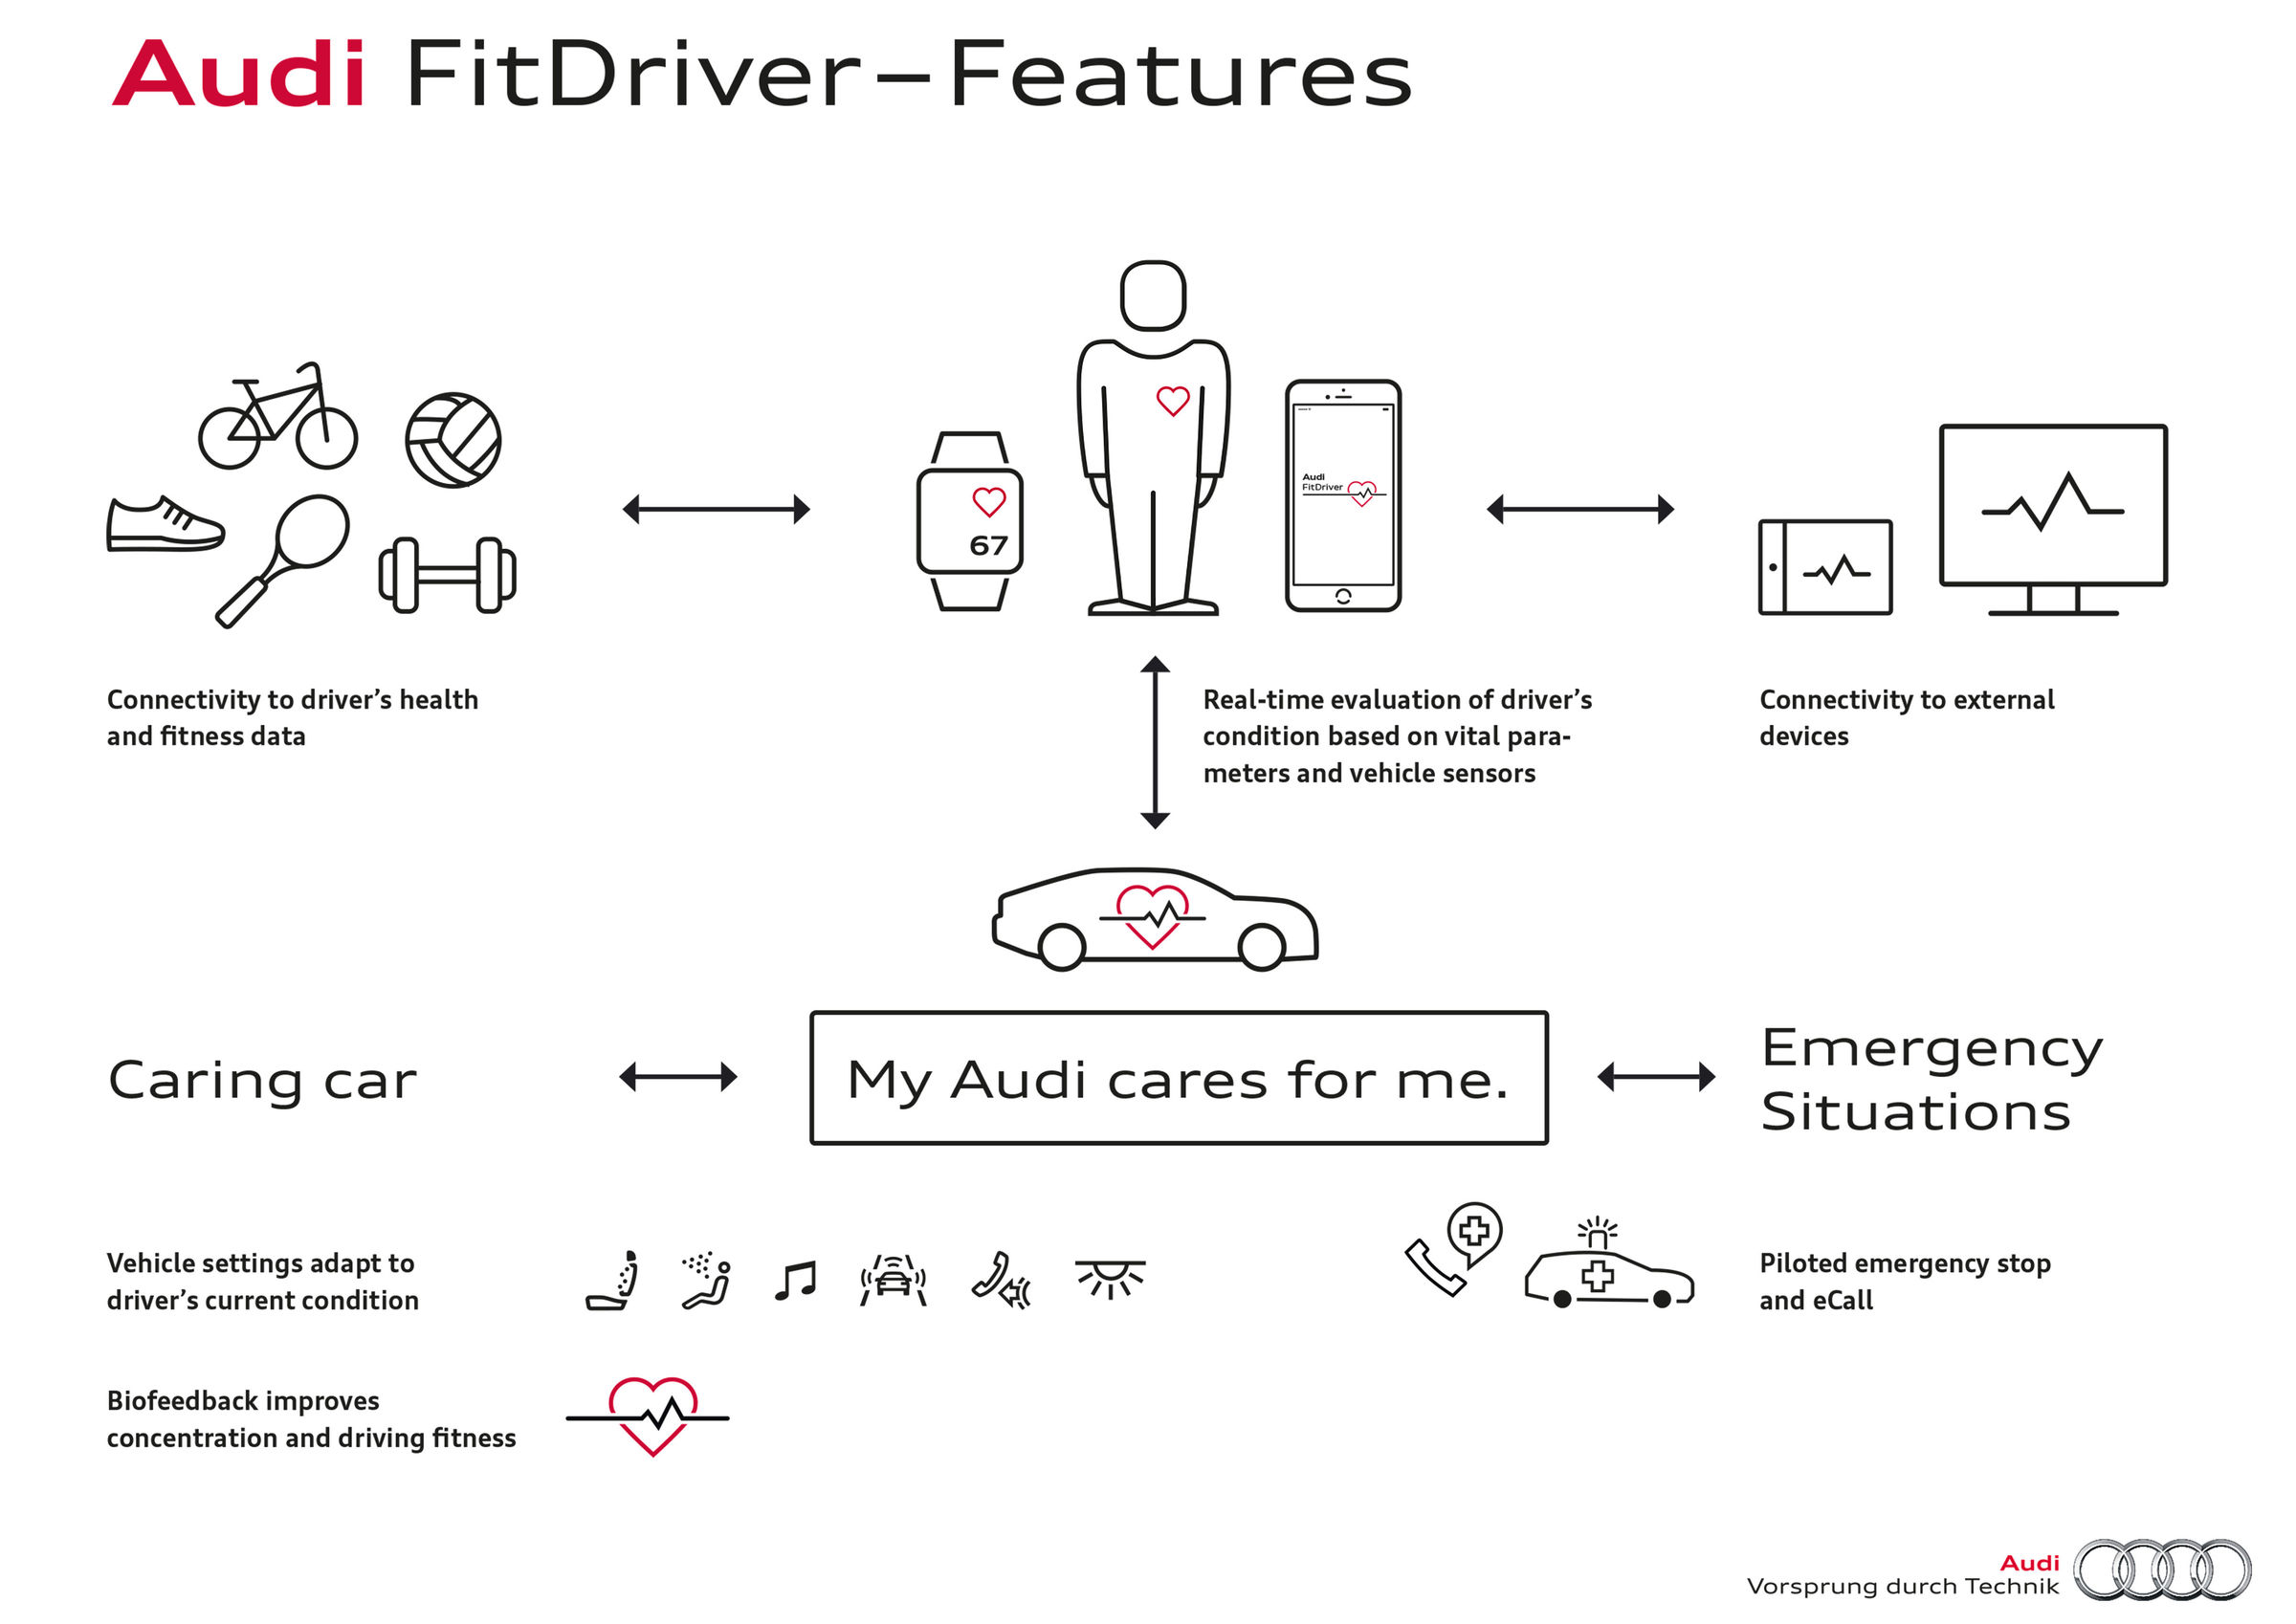 Audi FitDriver – Features
67
Audi
FitDriver
Connectivity to driver’s health
and fitness data
Real-time evaluation of driver’s
condition based on vital para-
meters and vehicle sensors
Connectivity to external
devices
Caring car
My Audi cares for me.
Emergency
Situations
Vehicle settings adapt to
driver’s current condition
Piloted emergency stop
and eCall
Biofeedback improves
concentration and driving fitness
Audi
Vorsprung durch Technik